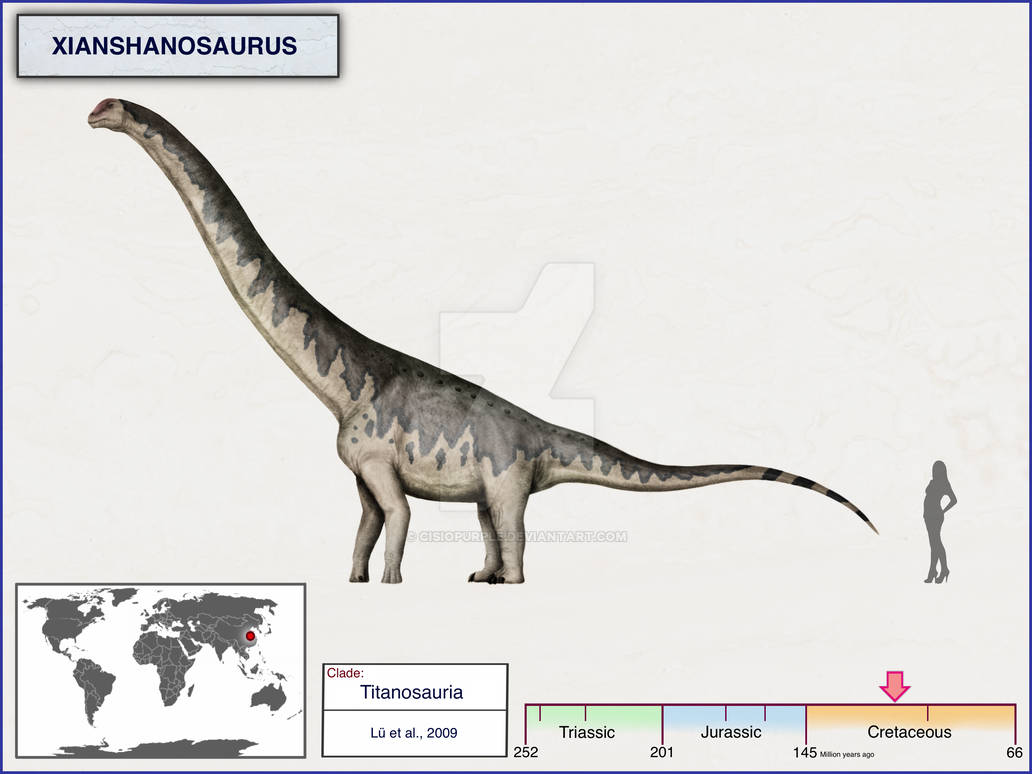 XIANSHANOSAURUS
© CISIOPURPLE.DEVIANTART.COM
Clade:
Titanosauria
Lü et al., 2009
Triassic
Jurassic
Cretaceous
252
201
145
Million years ago
66